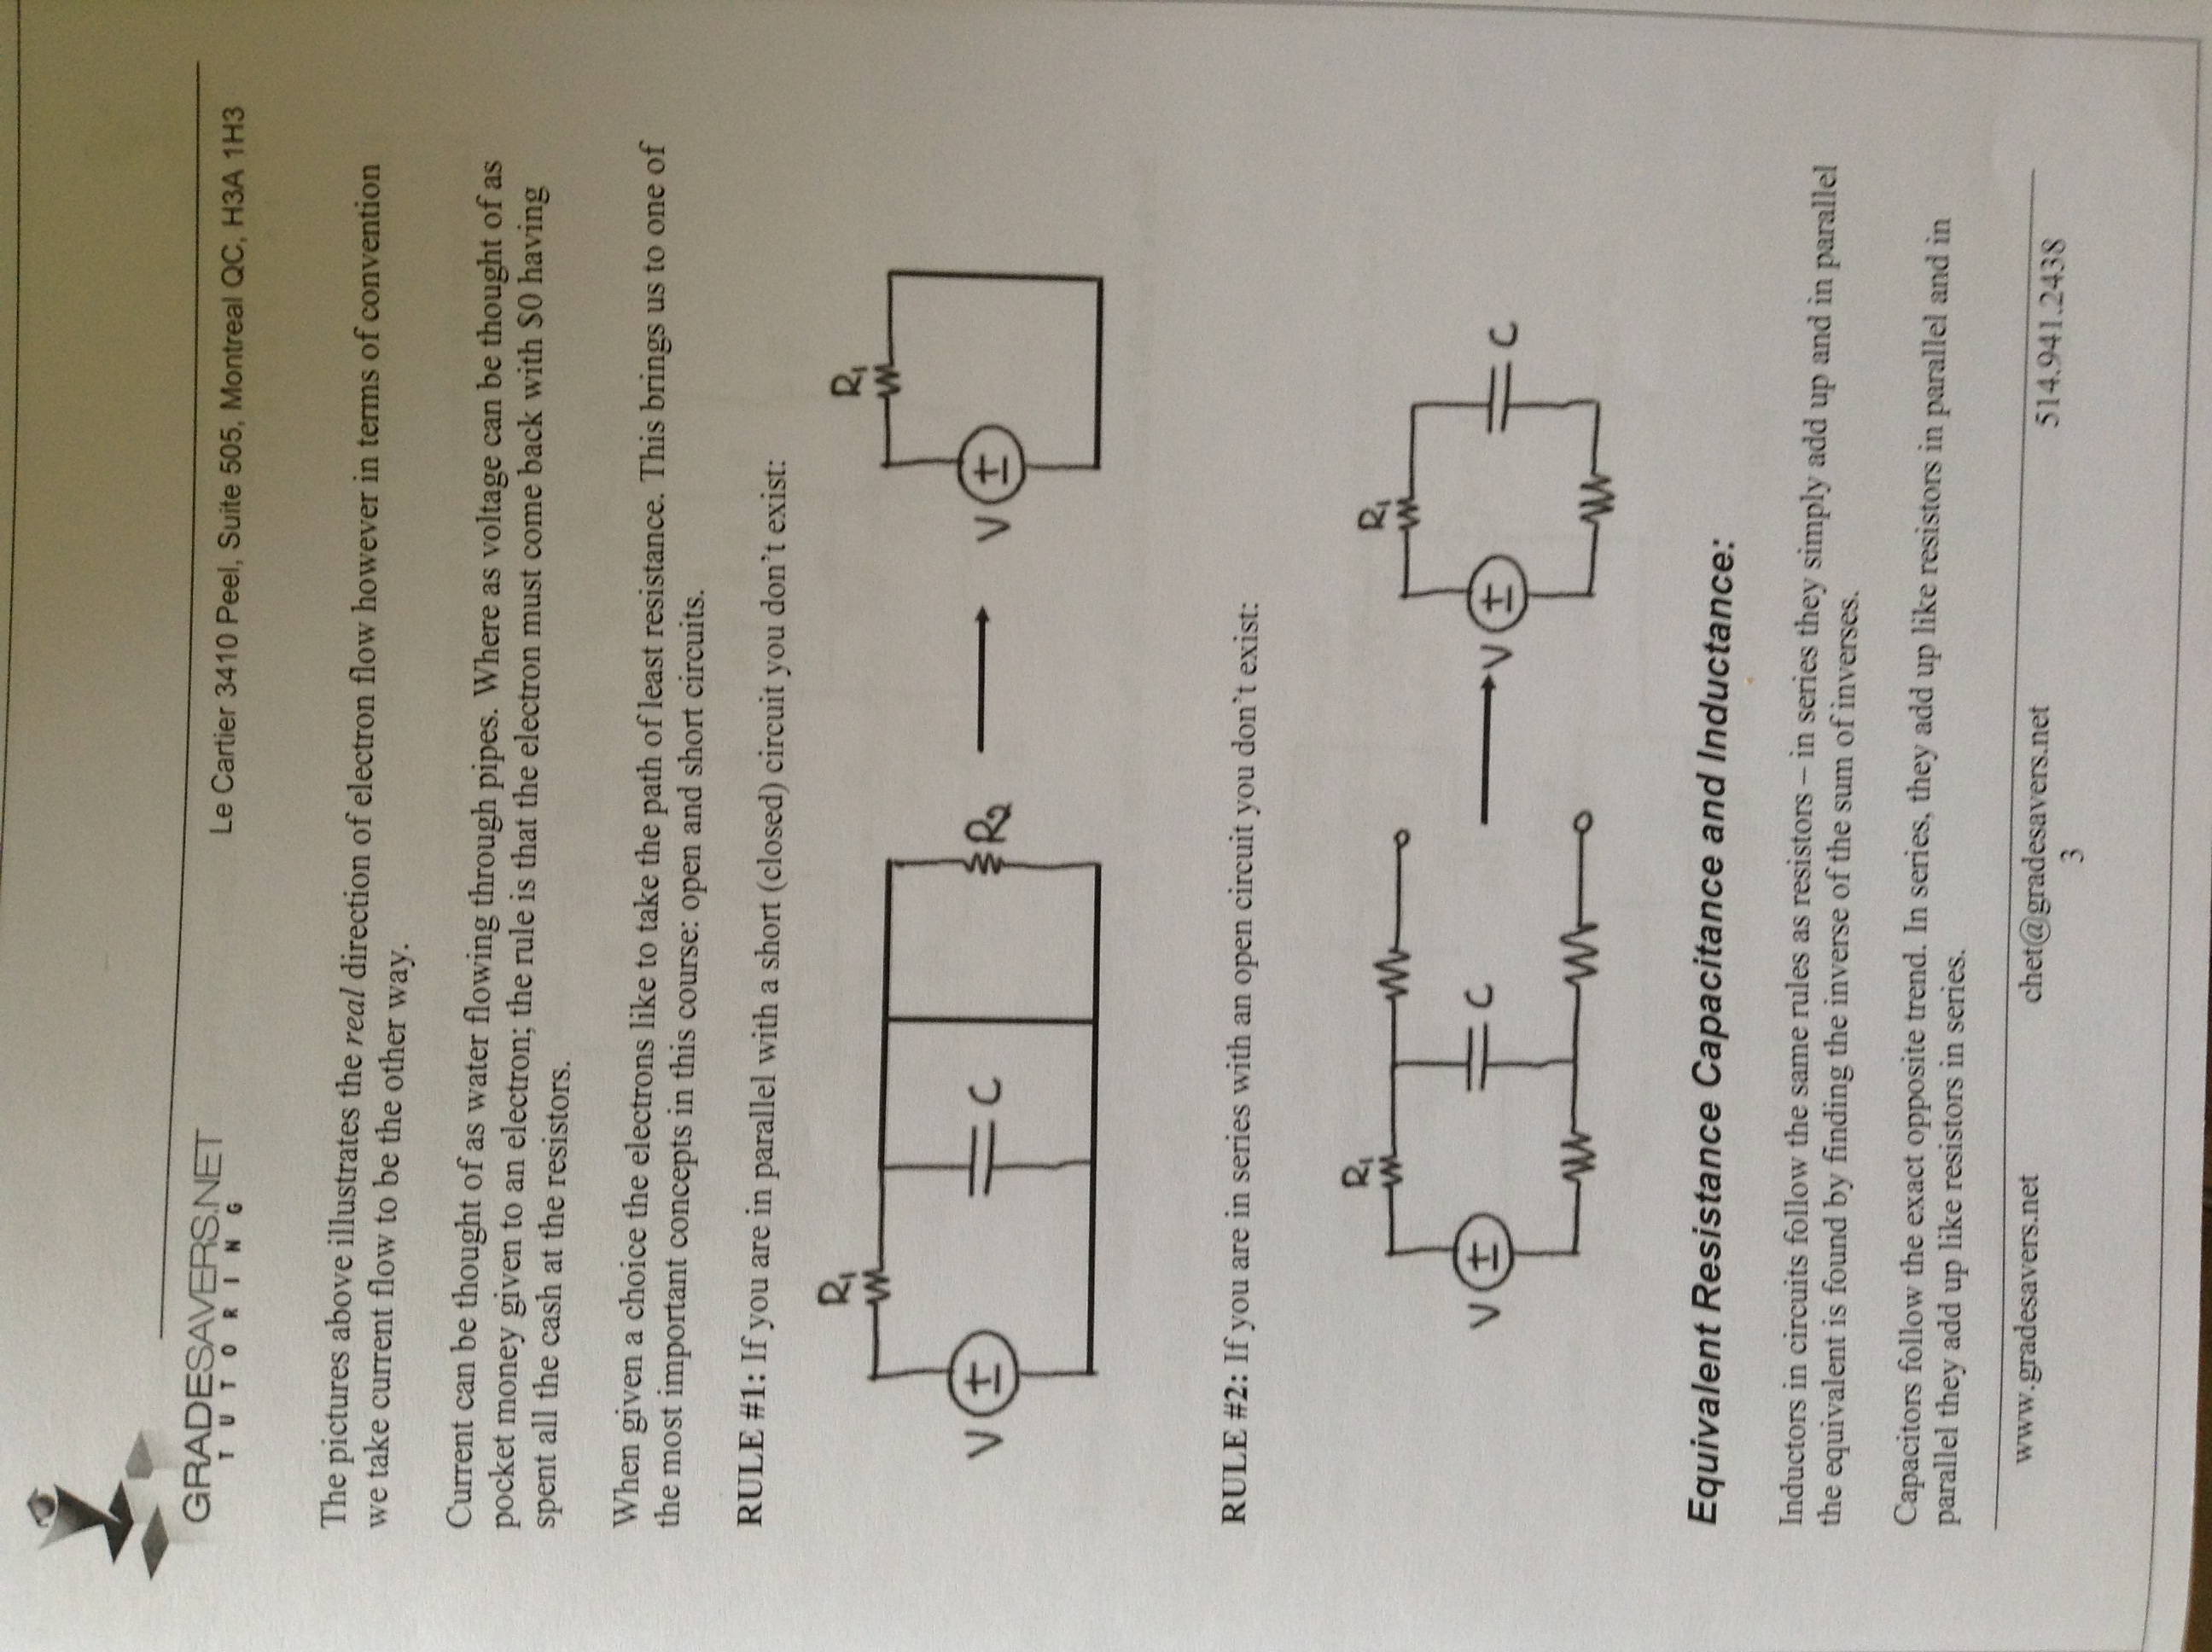 GRADESAVERS.NET
TUTORING
Le Cartier 3410 Peel, Suite 505, Montreal QC, H3A 1H3
The pictures above illustrates the real direction of electron flow however in terms of convention
we take current flow to be the other way.
Current can be thought of as water flowing through pipes. Where as voltage can be thought of as
pocket money given to an electron; the rule is that the electron must come back with $0 having
spent all the cash at the resistors.
When given a choice the electrons like to take the path of least resistance. This brings us to one of
the most important concepts in this course: open and short circuits.
RULE #1: If you are in parallel with a short (closed) circuit you don't exist:
R₁
R₁
V ± C R₂ V ±
RULE #2: If you are in series with an open circuit you don't exist:
R₁
R₁
V ± C V ± C
Equivalent Resistance Capacitance and Inductance:
Inductors in circuits follow the same rules as resistors – in series they simply add up and in parallel
the equivalent is found by finding the inverse of the sum of inverses.
Capacitors follow the exact opposite trend. In series, they add up like resistors in parallel and in
parallel they add up like resistors in series.
www.gradesavers.net chet@gradesavers.net 514.941.2438
3